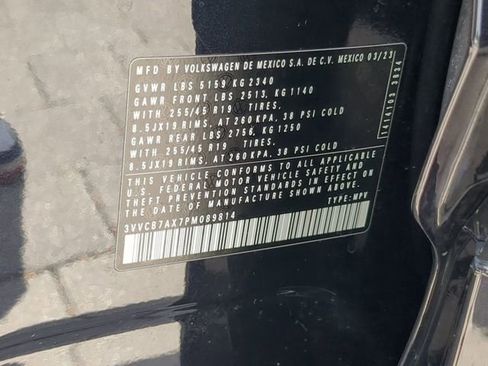 MFD BY VOLKSWAGEN DE MEXICO S.A. DE C.V. MEXICO 03/23
GVWR LBS 5159 KG 2340
GAWR FRONT LBS 2513, KG 1140
WITH 255/45 R19 TIRES.
8.5JX19 RIMS, AT 260 KPA, 38 PSI COLD
GAWR REAR LBS 2756, KG 1250
WITH 255/45 R19 TIRES.
8.5JX19 RIMS, AT 260 KPA, 38 PSI COLD
THIS VEHICLE CONFORMS TO ALL APPLICABLE
U.S. FEDERAL MOTOR VEHICLE SAFETY AND
THEFT PREVENTION STANDARDS IN EFFECT ON
THE DATE OF MANUFACTURE SHOWN ABOVE.
3VVCB7AX7PM089814 TYPE: MPV